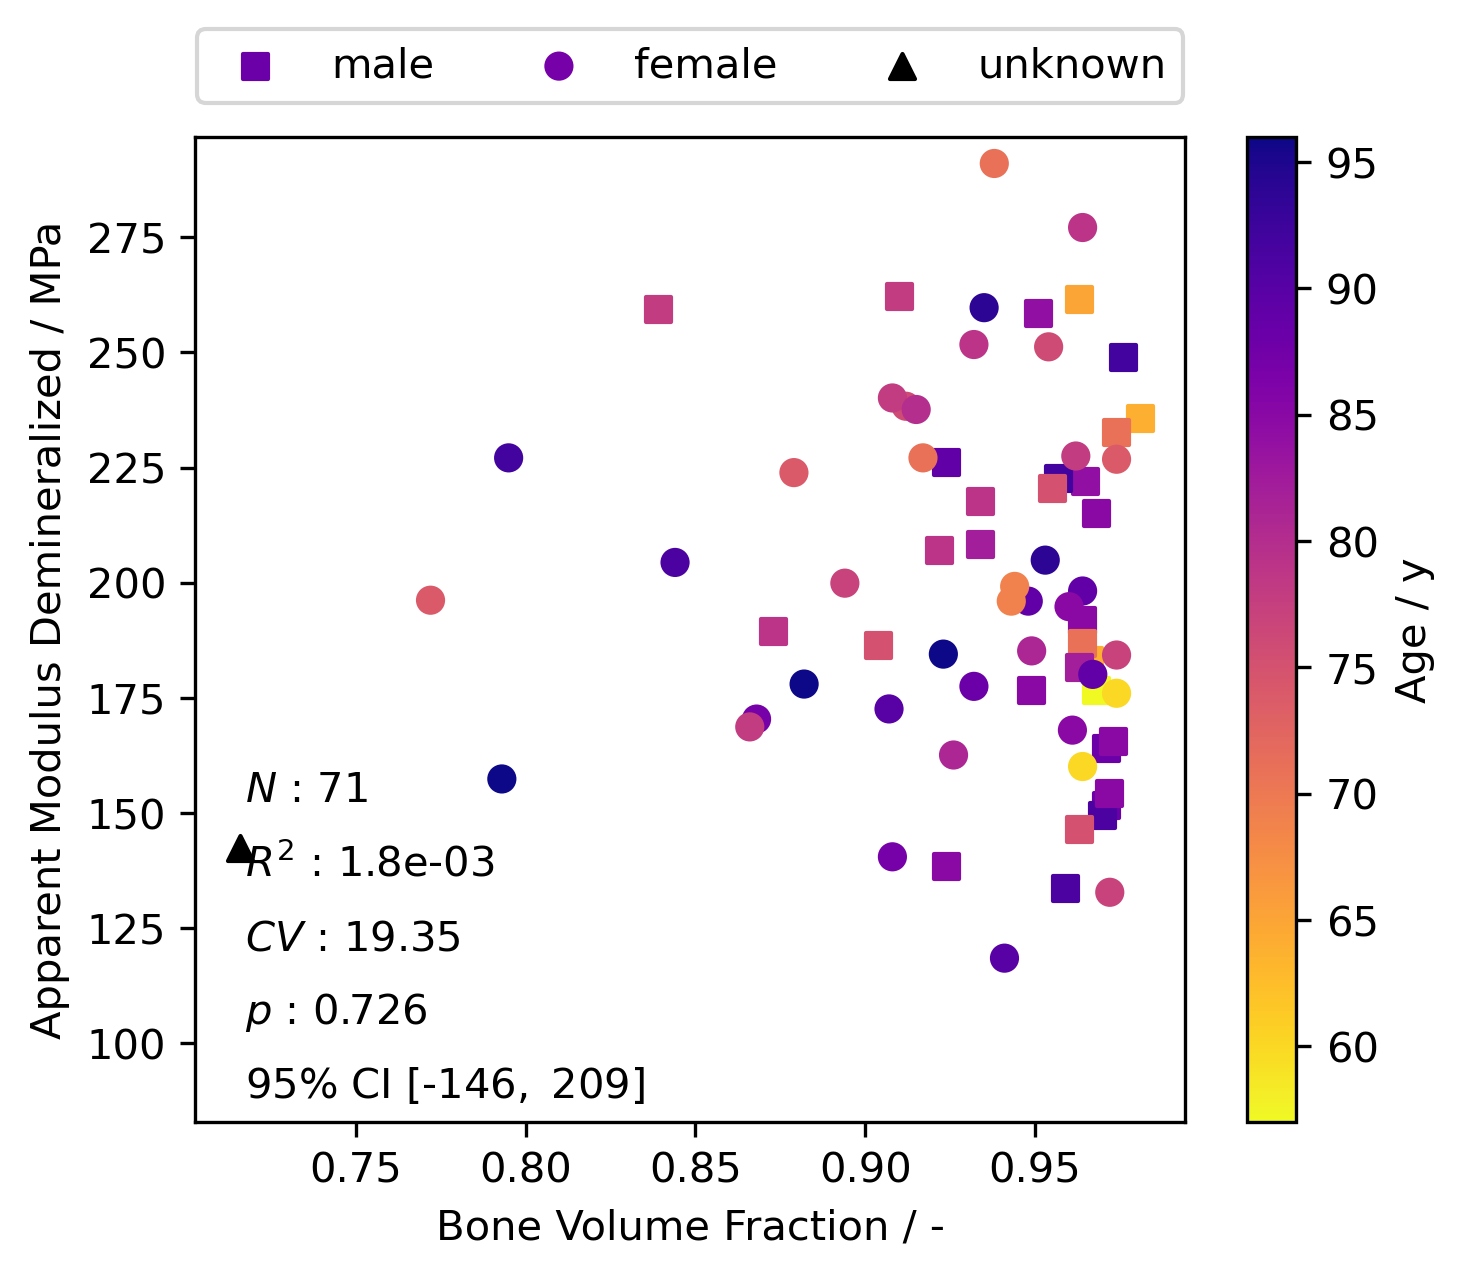 male female unknown
275
250
225
200
175
150
125
100
Apparent Modulus Demineralized / MPa
N : 71
R² : 1.8e-03
CV : 19.35
p : 0.726
95% CI [-146, 209]
0.75 0.80 0.85 0.90 0.95
Bone Volume Fraction / -
95
90
85
80
75
70
65
60
Age / y